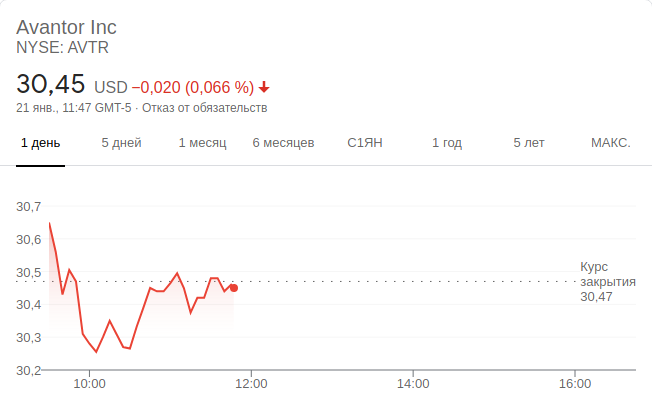 Avantor Inc
NYSE: AVTR
30,45 USD −0,020 (0,066 %)
21 янв., 11:47 GMT-5 · Отказ от обязательств
1 день 5 дней 1 месяц 6 месяцев С1ЯН 1 год 5 лет МАКС.
30,7
30,6
30,5
30,4
30,3
30,2
Курс
закрытия
30,47
10:00 12:00 14:00 16:00